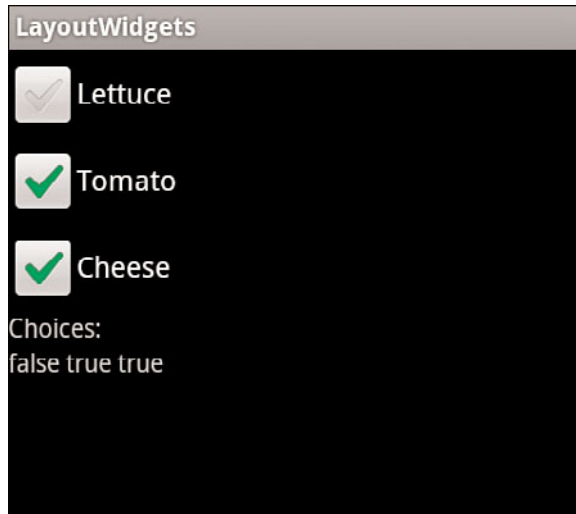 LayoutWidgets
Lettuce
Tomato
Cheese
Choices:
false true true